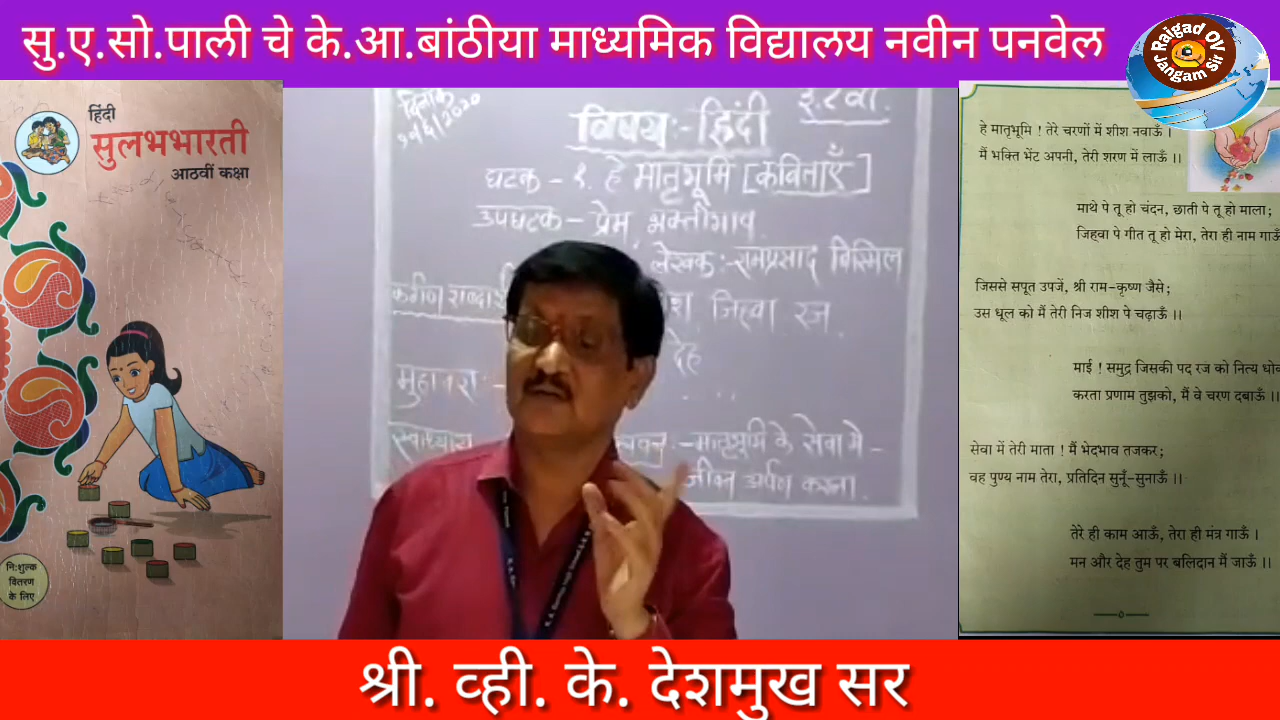 सु.ए.सो.पाली चे के.आ.बांठीया माध्यमिक विद्यालय नवीन पनवेल
Raigad OV
Jangam Sir
हिंदी
सुलभभारती
आठवीं कक्षा
नि:शुल्क
वितरण
के लिए
दिनांक
इ.८वी.
विषय:-हिंदी
घटक - १. हे मातृभूमि [कविताएँ]
उपघटक - प्रेम, भक्तीभाव
लेखक:-रामप्रसाद बिस्मिल
कठीण शब्दार्थ
जिह्वा रज
देह
मुहावरा :-
स्वाध्याय
-मातृभूमि के सेवा मे -
जीवन अर्पण करना.
हे मातृभूमि ! तेरे चरणों में शीश नवाऊँ ।
मैं भक्ति भेंट अपनी, तेरी शरण में लाऊँ ।।
माथे पे तू हो चंदन, छाती पे तू हो माला;
जिह्वा पे गीत तू हो मेरा, तेरा ही नाम गाऊँ
जिससे सपूत उपजें, श्री राम-कृष्ण जैसे;
उस धूल को मैं तेरी निज शीश पे चढ़ाऊँ ।।
माई ! समुद्र जिसकी पद रज को नित्य धोक
करता प्रणाम तुझको, मैं वे चरण दबाऊँ ।।
सेवा में तेरी माता ! मैं भेदभाव तजकर;
वह पुण्य नाम तेरा, प्रतिदिन सुनूँ-सुनाऊँ ।।
तेरे ही काम आऊँ, तेरा ही मंत्र गाऊँ ।
मन और देह तुम पर बलिदान मैं जाऊँ ।।
श्री. व्ही. के. देशमुख सर